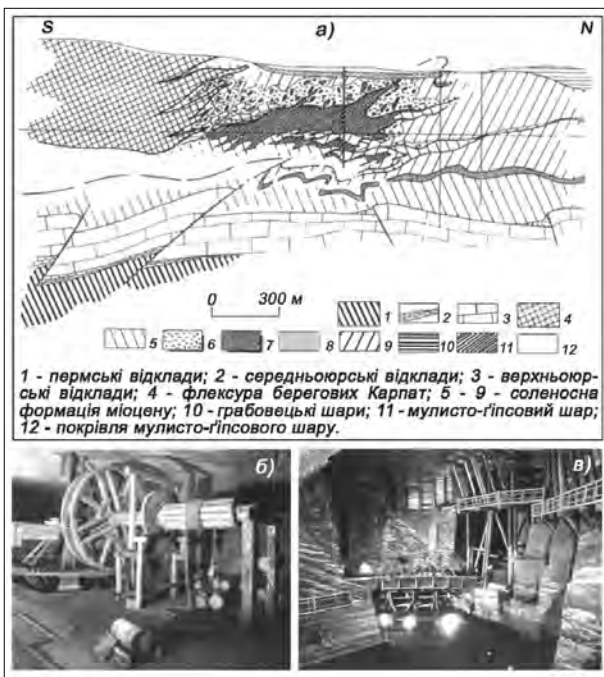 S а) N
0 300 м
1 2 3 4
5 6 7 8 9 10 11 12
1 - пермські відклади; 2 - середньоюрські відклади; 3 - верхньоюр-
ські відклади; 4 - флексура берегових Карпат; 5 - 9 - соленосна
формація міоцену; 10 - грабовецькі шари; 11 - мулисто-ґіпсовий шар;
12 - покрівля мулисто-ґіпсового шару.
б) в)